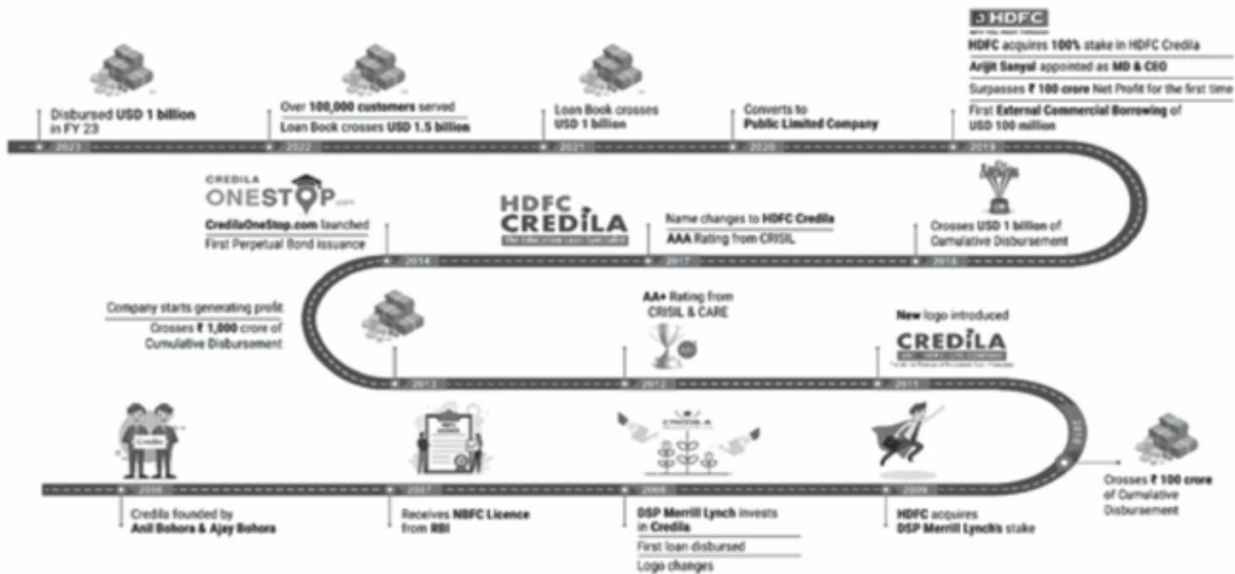 HDFC
HDFC acquires 100% stake in HDFC Credila
Arijit Sanyal appointed as MD & CEO
Surpasses ₹ 100 crore Net Profit for the first time
First External Commercial Borrowing of
USD 100 million
Disbursed USD 1 billion
in FY 23
Over 100,000 customers served
Loan Book crosses USD 1.5 billion
Loan Book crosses
USD 1 billion
Converts to
Public Limited Company
2023
2022
2021
2020
2019
CREDILA
ONESTOP.com
CredilaOneStop.com launched
First Perpetual Bond issuance
HDFC
CREDILA
Name changes to HDFC Credila
AAA Rating from CRISIL
Crosses USD 1 billion of
Cumulative Disbursement
2014
2017
2018
Company starts generating profit
Crosses ₹ 1,000 crore of
Cumulative Disbursement
AA+ Rating from
CRISIL & CARE
New logo introduced
CREDILA
2013
2012
2011
2010
Credila
CREDILA
Crosses ₹ 100 crore
of Cumulative
Disbursement
2006
2007
2008
2009
Credila founded by
Anil Bohora & Ajay Bohora
Receives NBFC Licence
from RBI
DSP Merrill Lynch invests
in Credila
First loan disbursed
Logo changes
HDFC acquires
DSP Merrill Lynch's stake